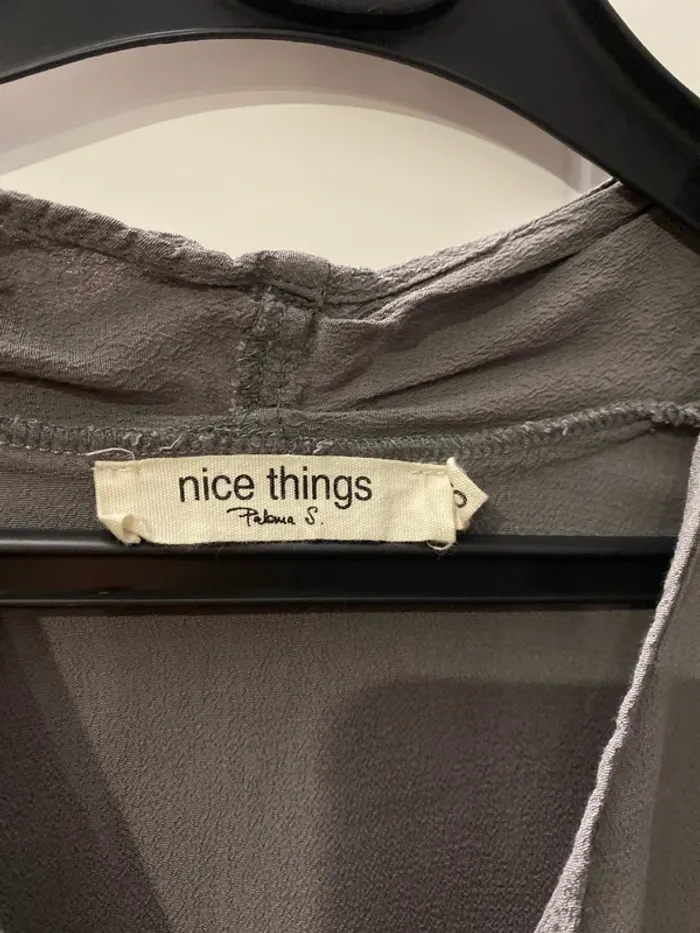 nice things
Paloma S.